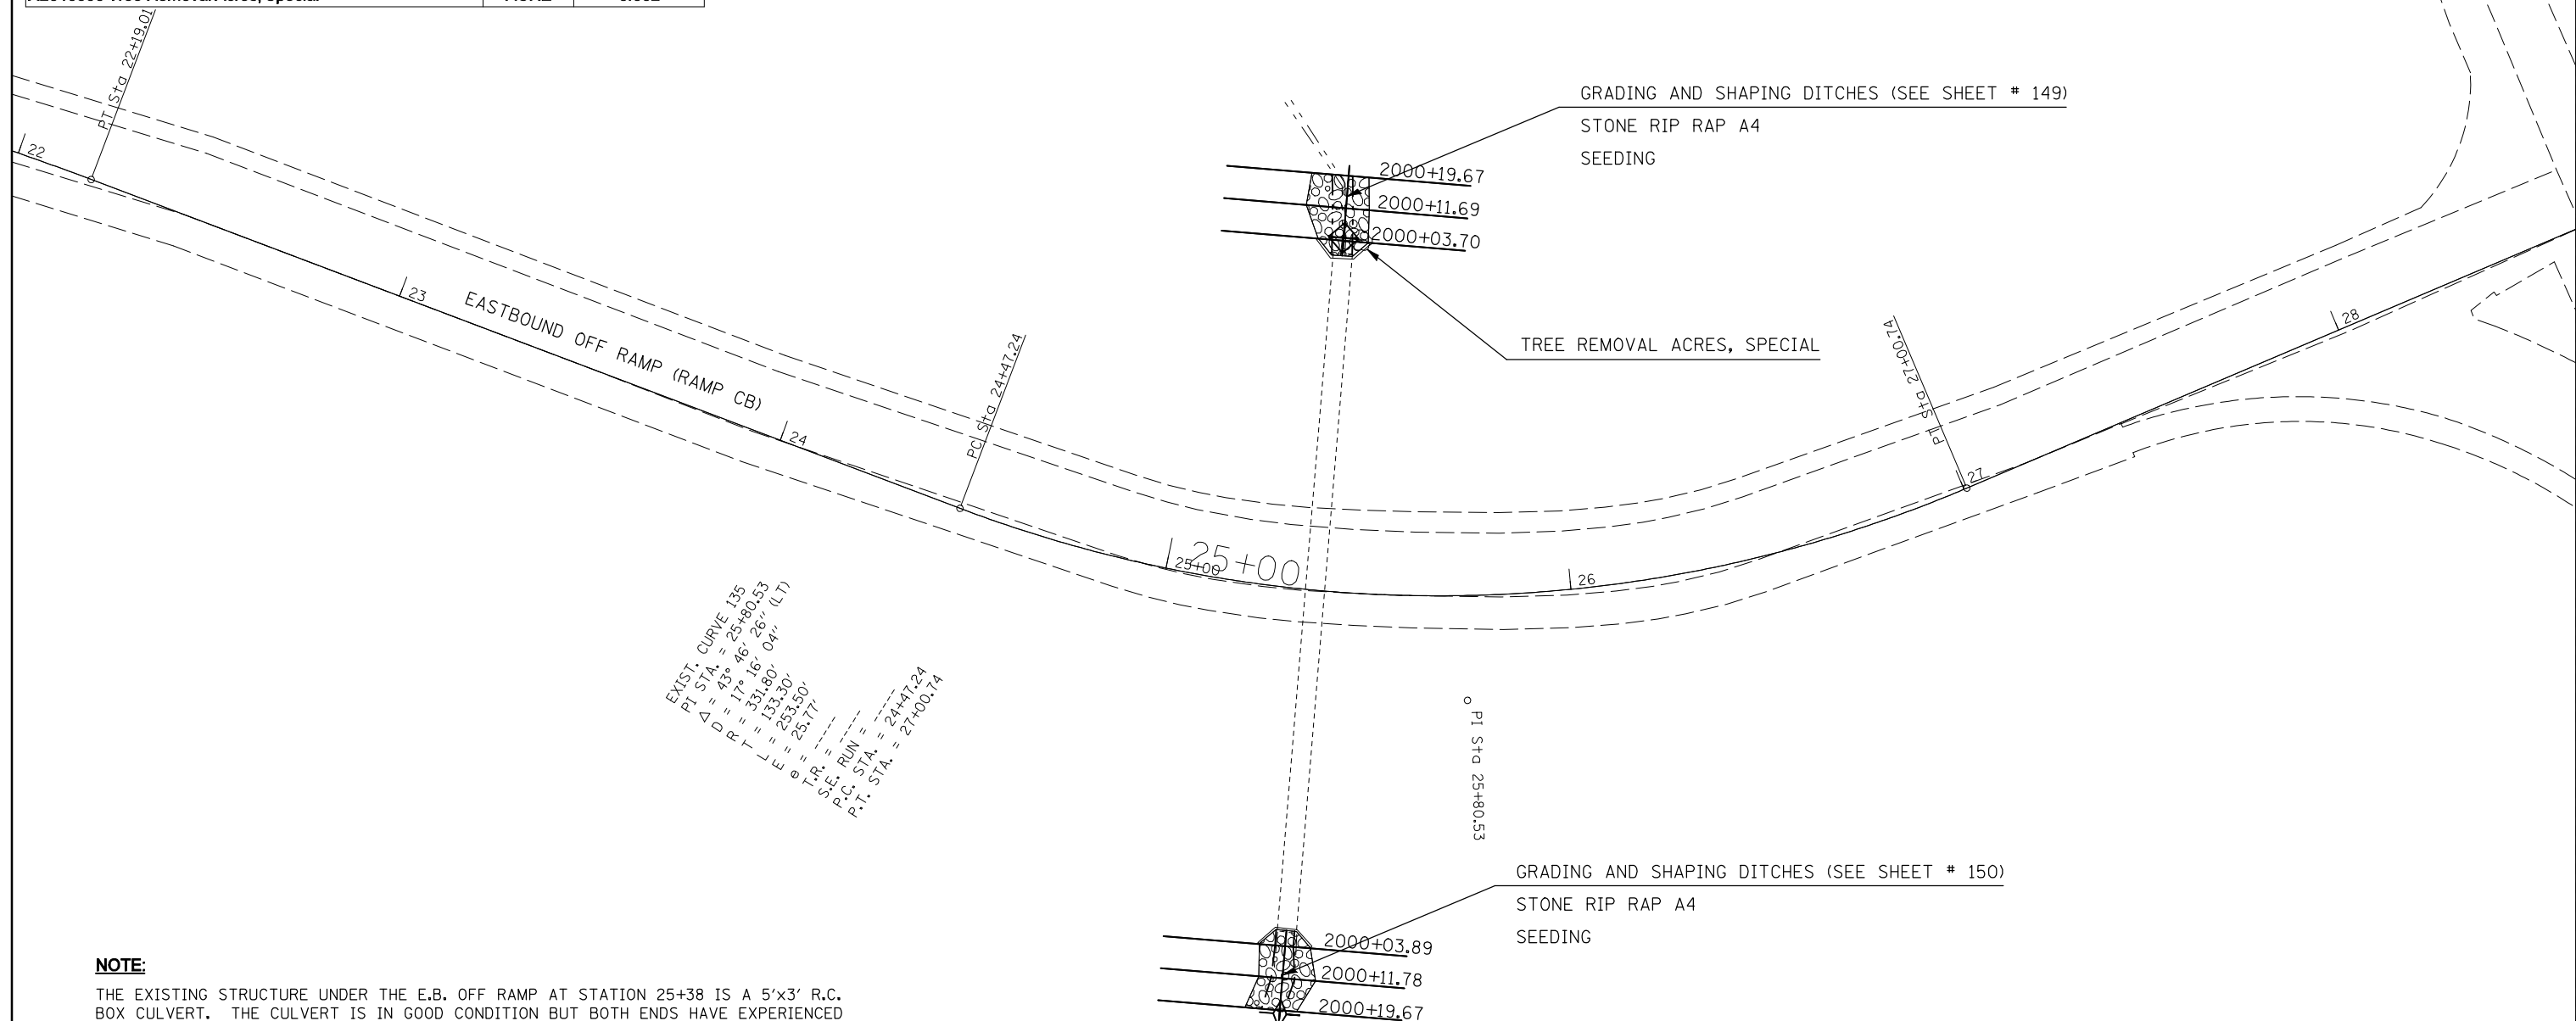 PT Sta 22+19.01
GRADING AND SHAPING DITCHES (SEE SHEET # 149)
STONE RIP RAP A4
SEEDING
22
2000+19.67
2000+11.69
2000+03.70
23
EASTBOUND OFF RAMP (RAMP CB)
TREE REMOVAL ACRES, SPECIAL
28
PT Sta 27+00.74
PC Sta 24+47.24
24
27
25+00
25+00
26
EXIST. CURVE 135
PI STA. = 25+80.53
Δ = 43° 46' 26" (LT)
D = 17° 16' 04"
R = 331.80'
T = 133.30'
L = 253.50'
E = 25.77'
e = ------
T.R. = ------
S.E. RUN = ------
P.C. STA. = 24+47.24
P.T. STA. = 27+00.74
PI Sta 25+80.53
GRADING AND SHAPING DITCHES (SEE SHEET # 150)
STONE RIP RAP A4
SEEDING
2000+03.89
2000+11.78
2000+19.67
NOTE:
THE EXISTING STRUCTURE UNDER THE E.B. OFF RAMP AT STATION 25+38 IS A 5'x3' R.C.
BOX CULVERT. THE CULVERT IS IN GOOD CONDITION BUT BOTH ENDS HAVE EXPERIENCED